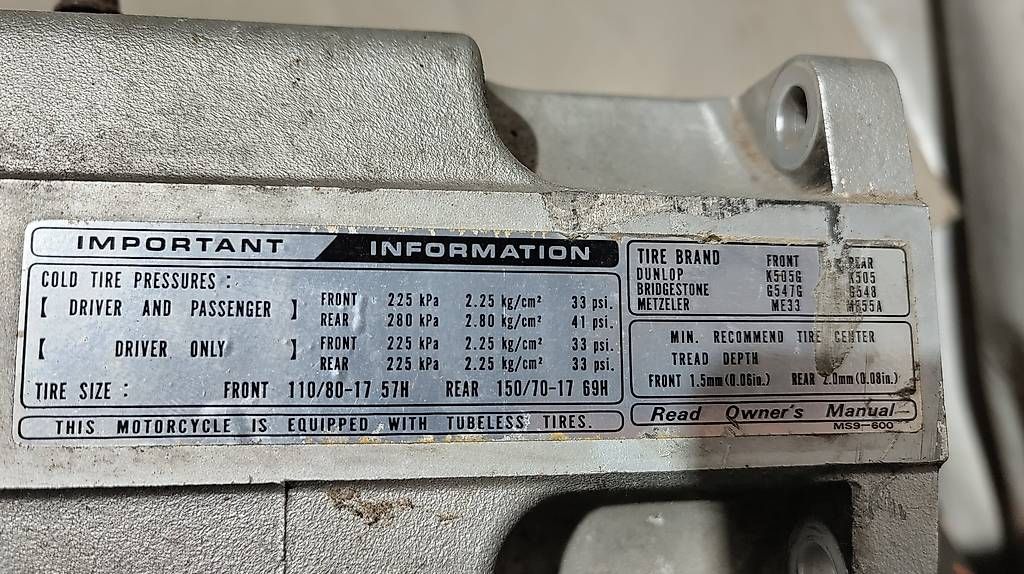 IMPORTANT INFORMATION
COLD TIRE PRESSURES :
【 DRIVER AND PASSENGER 】 FRONT 225 kPa 2.25 kg/cm² 33 psi.
REAR 280 kPa 2.80 kg/cm² 41 psi.
【 DRIVER ONLY 】 FRONT 225 kPa 2.25 kg/cm² 33 psi.
REAR 225 kPa 2.25 kg/cm² 33 psi.
TIRE SIZE : FRONT 110/80-17 57H REAR 150/70-17 69H
THIS MOTORCYCLE IS EQUIPPED WITH TUBELESS TIRES.
TIRE BRAND FRONT REAR
DUNLOP K505G K505
BRIDGESTONE G547G G548
METZELER ME33 ME55A
MIN. RECOMMEND TIRE CENTER
TREAD DEPTH
FRONT 1.5mm(0.06in.) REAR 2.0mm(0.08in.)
Read Owner's Manual
MS9-600